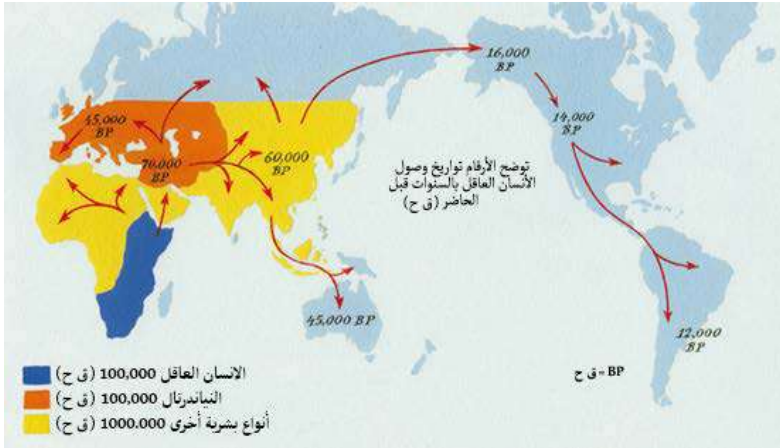 16,000
BP
45,000
BP
14,000
BP
70,000
BP
60,000
BP
توضح الأرقام تواريخ وصول
الأنسان العاقل بالسنوات قبل
الحاضر (ق ح)
45,000 BP
12,000
BP
BP = ق ح
الانسان العاقل 100,000 (ق ح)
النياندرتال 100,000 (ق ح)
أنواع بشرية أخرى 1000.000 (ق ح)